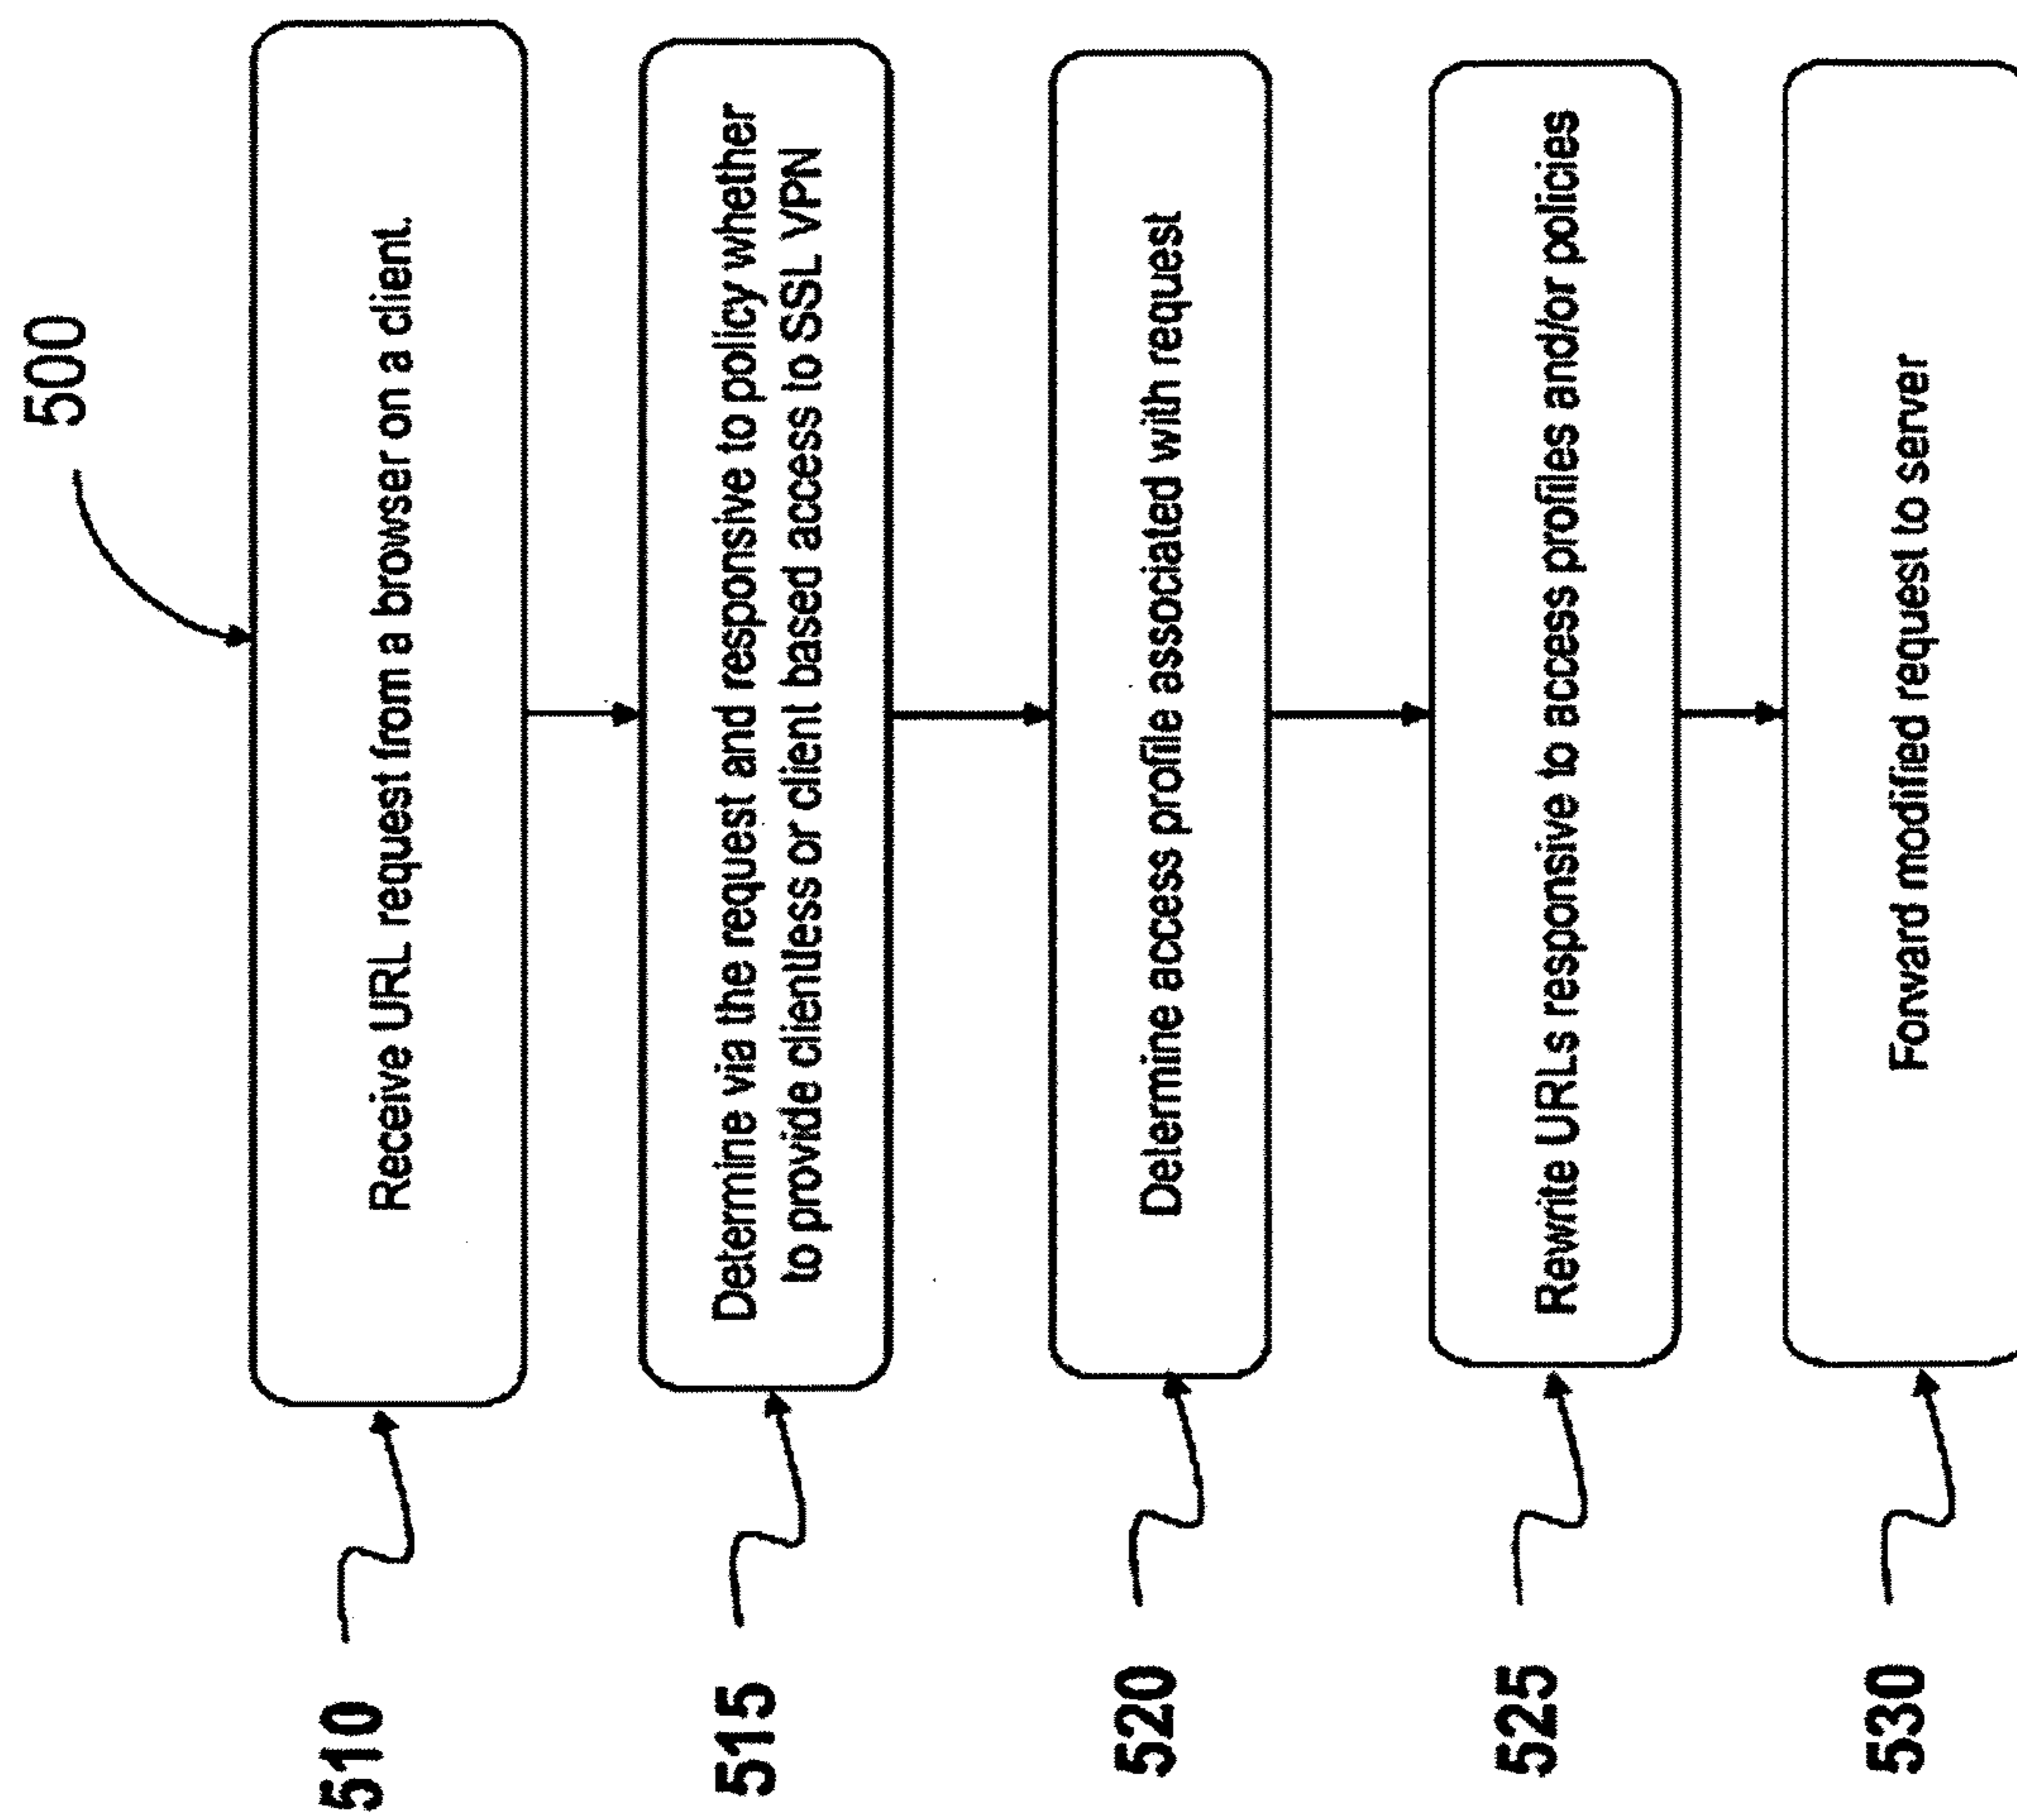 500
510
Receive URL request from a browser on a client.
515
Determine via the request and responsive to policy whether
to provide clientless or client based access to SSL VPN
520
Determine access profile associated with request
525
Rewrite URLs responsive to access profiles and/or policies
530
Forward modified request to server